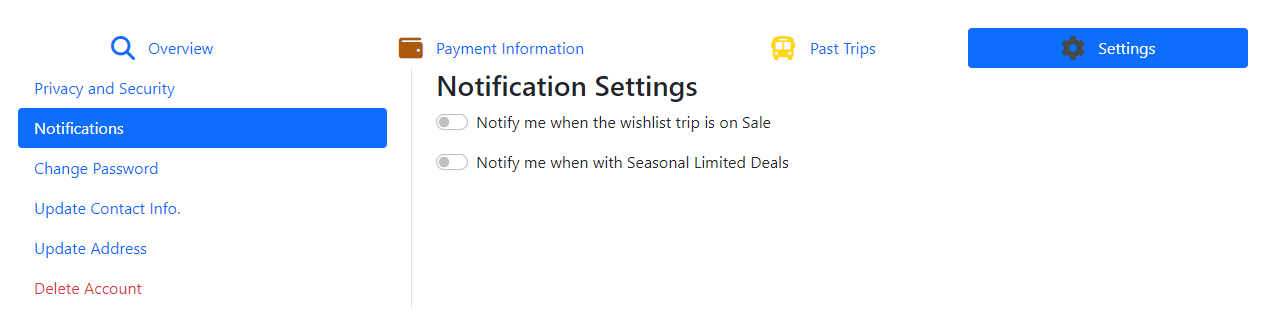 Overview
Payment Information
Past Trips
Settings
Privacy and Security
Notifications
Change Password
Update Contact Info.
Update Address
Delete Account
Notification Settings
Notify me when the wishlist trip is on Sale
Notify me when with Seasonal Limited Deals